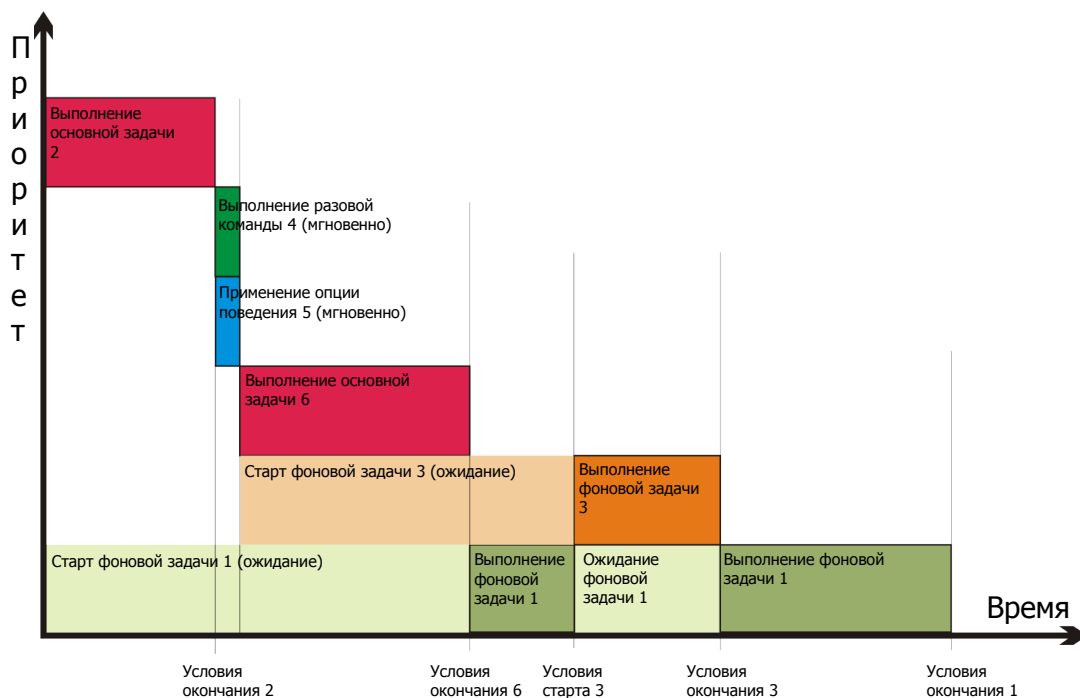 Приоритет
Выполнение
основной задачи
2
Выполнение разовой
команды 4 (мгновенно)
Применение опции
поведения 5 (мгновенно)
Выполнение основной
задачи 6
Старт фоновой задачи 3 (ожидание)
Выполнение
фоновой задачи
3
Старт фоновой задачи 1 (ожидание)
Выполнение
фоновой
задачи 1
Ожидание
фоновой
задачи 1
Выполнение фоновой
задачи 1
Время
Условия
окончания 2
Условия
окончания 6
Условия
старта 3
Условия
окончания 3
Условия
окончания 1